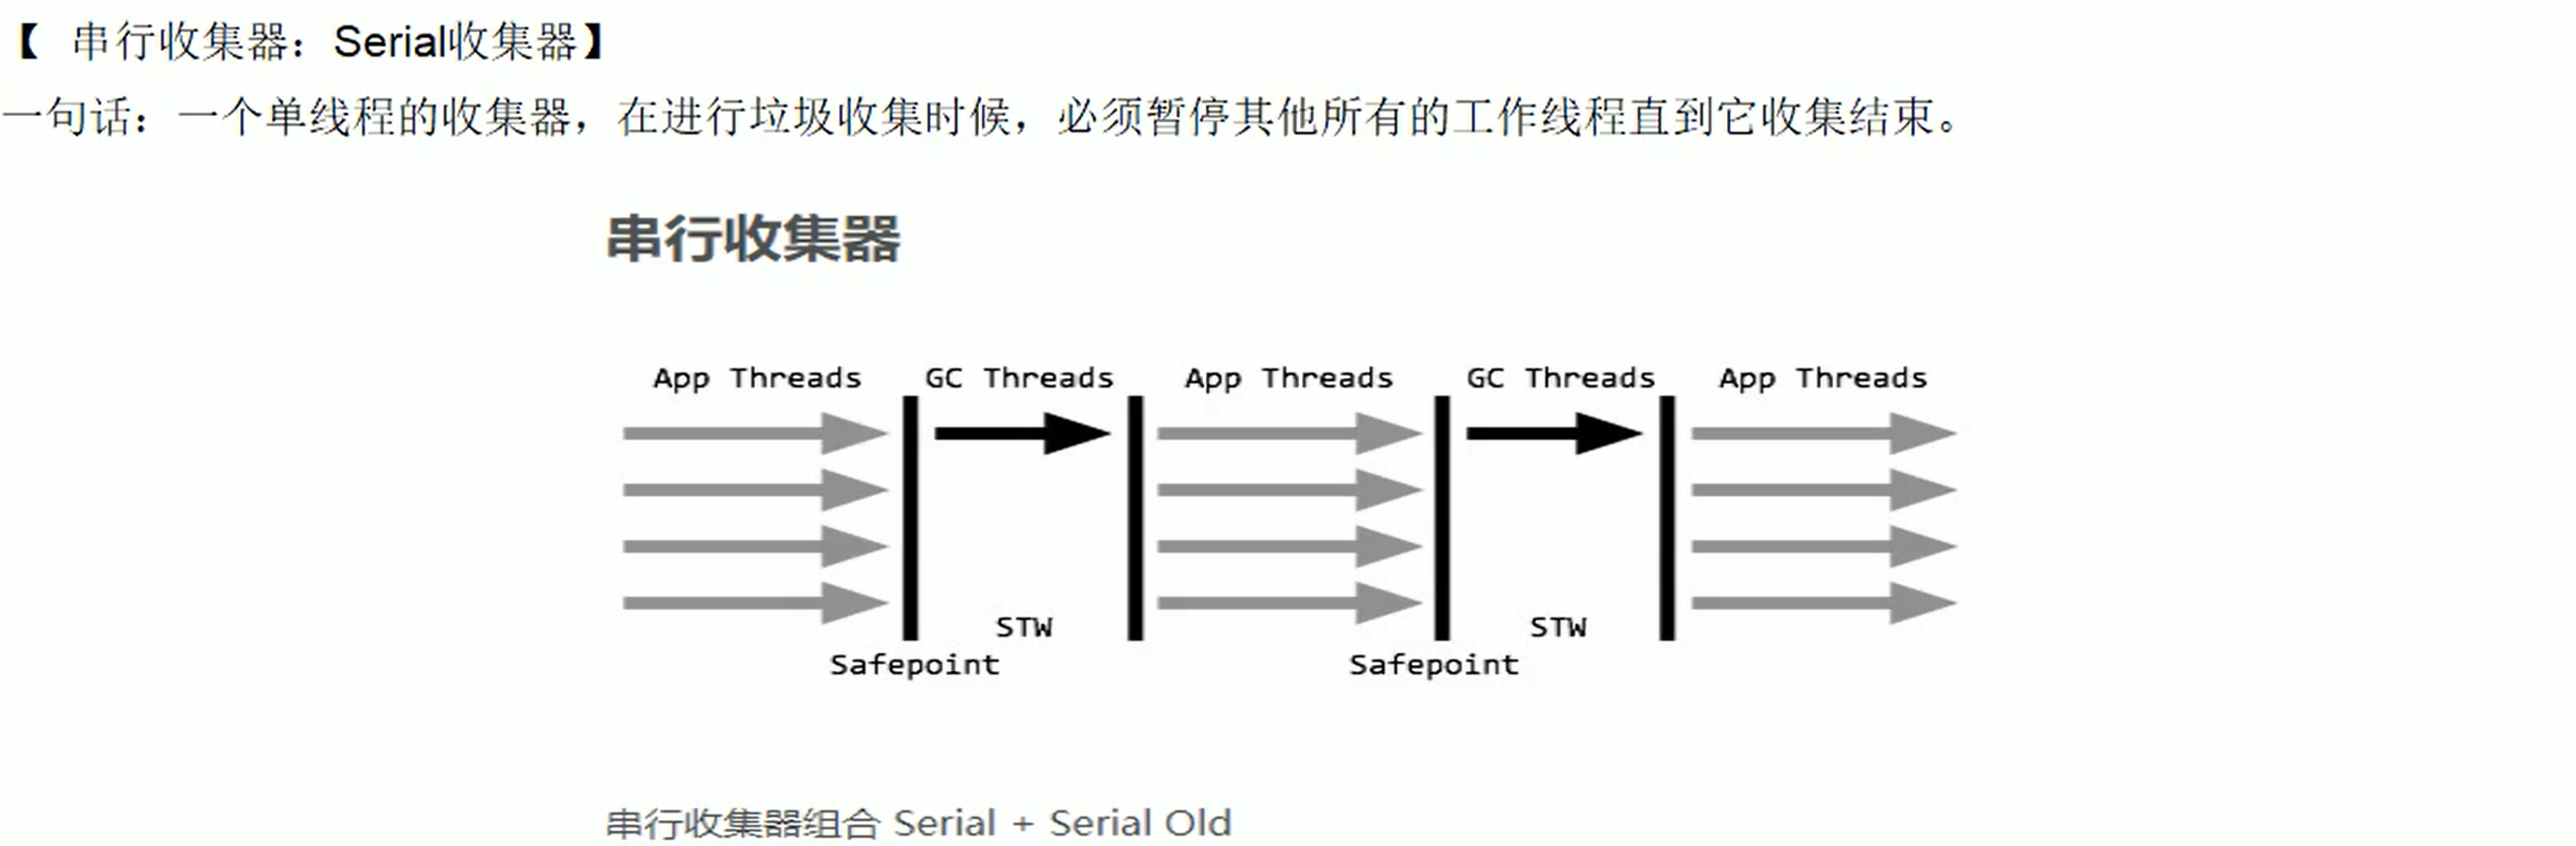 【 串行收集器：Serial收集器】
一句话：一个单线程的收集器，在进行垃圾收集时候，必须暂停其他所有的工作线程直到它收集结束。
串行收集器
App Threads GC Threads App Threads GC Threads App Threads
STW STW
Safepoint Safepoint
串行收集器组合 Serial + Serial Old